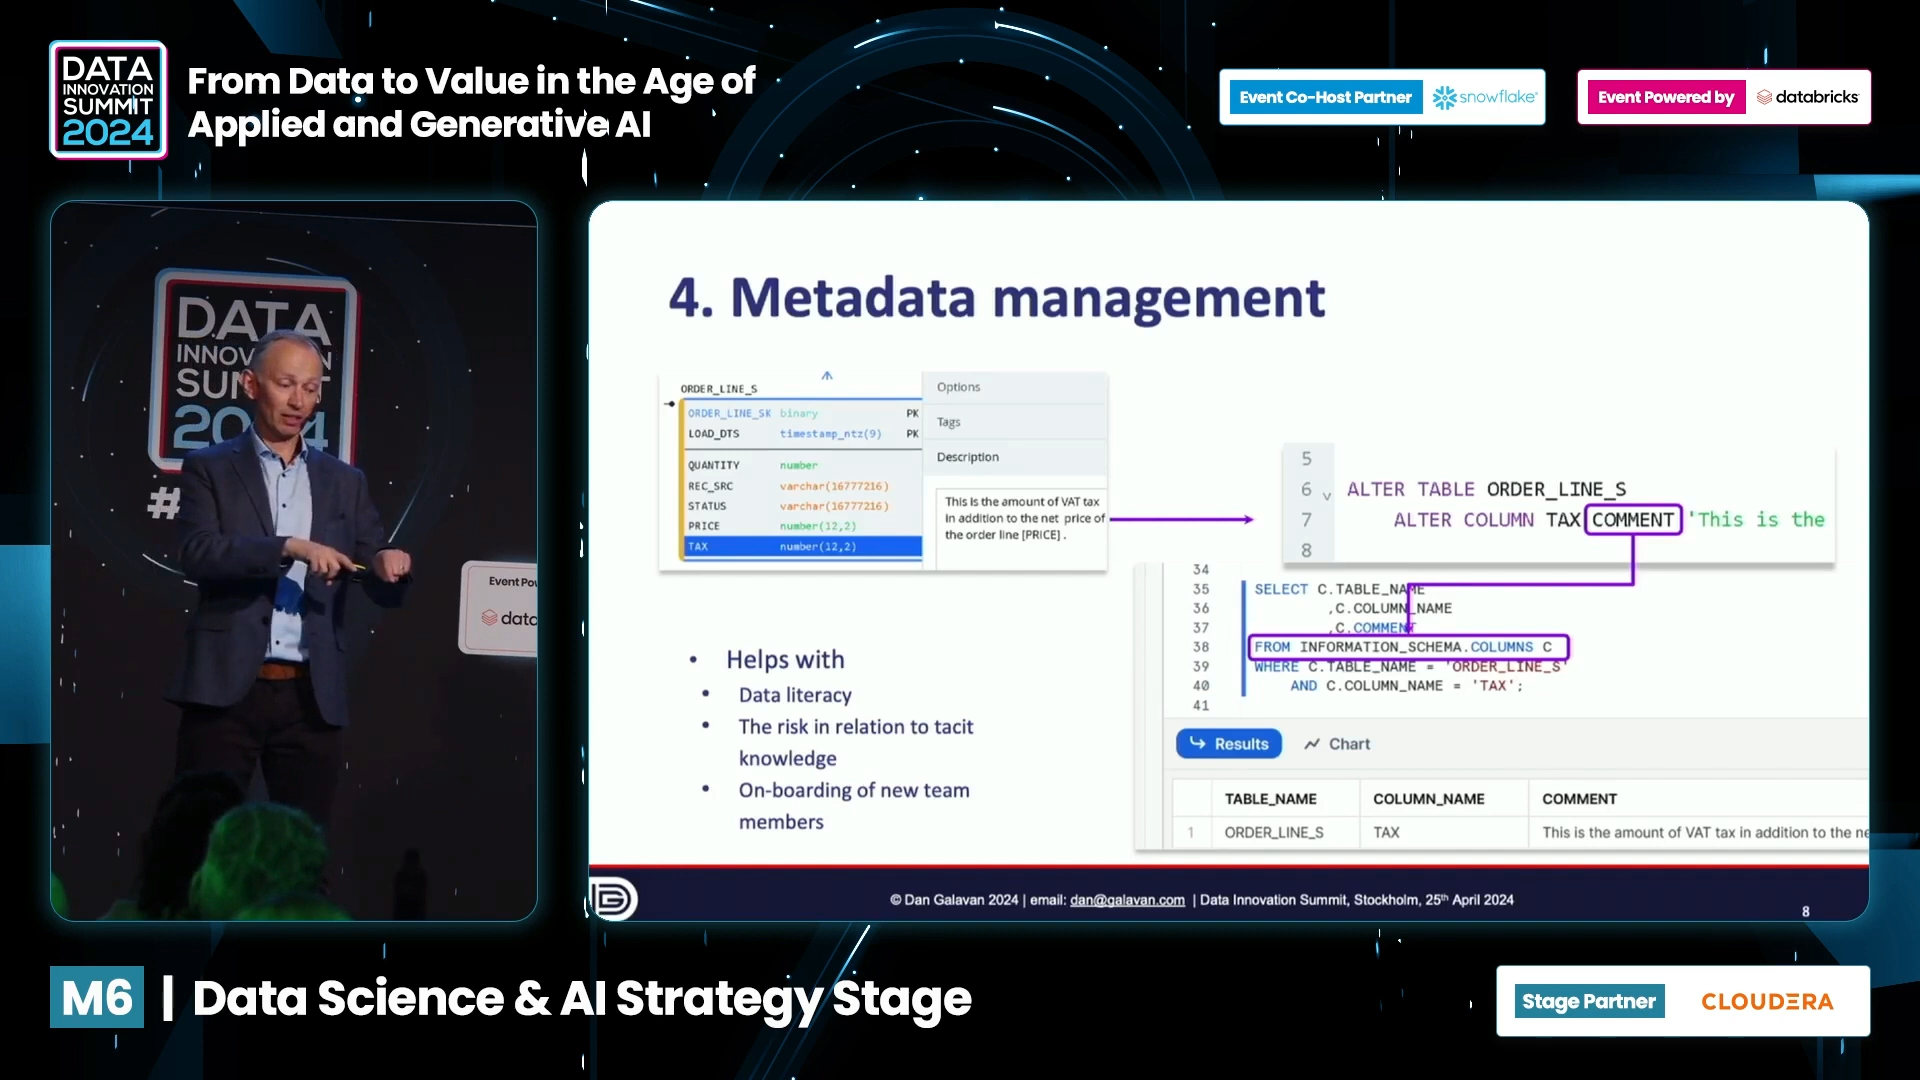 DATA
INNOVATION
SUMMIT
2024
From Data to Value in the Age of
Applied and Generative AI
Event Co-Host Partner
snowflake
Event Powered by
databricks
DATA
SUM
#
Event Pow
data
4. Metadata management
ORDER_LINE_S
ORDER_LINE_SK binary PK
LOAD_DTS timestamp_ntz(9) PK
QUANTITY number
REC_SRC varchar(16777216)
STATUS varchar(16777216)
PRICE number(12,2)
TAX number(12,2)
Options
Tags
Description
This is the amount of VAT tax
in addition to the net price of
the order line [PRICE] .
5
6 ALTER TABLE ORDER_LINE_S
7 ALTER COLUMN TAX COMMENT 'This is the
8
34
35 SELECT C.TABLE_NAME
36 ,C.COLUMN_NAME
37 ,C.COMMENT
38 FROM INFORMATION_SCHEMA.COLUMNS C
39 WHERE C.TABLE_NAME = 'ORDER_LINE_S'
40 AND C.COLUMN_NAME = 'TAX';
41
Results Chart
TABLE_NAME COLUMN_NAME COMMENT
1 ORDER_LINE_S TAX This is the amount of VAT tax in addition to the ne
• Helps with
• Data literacy
• The risk in relation to tacit
knowledge
• On-boarding of new team
members
© Dan Galavan 2024 | email: dan@galavan.com | Data Innovation Summit, Stockholm, 25th April 2024
8
M6 | Data Science & AI Strategy Stage
Stage Partner
CLOUDERA